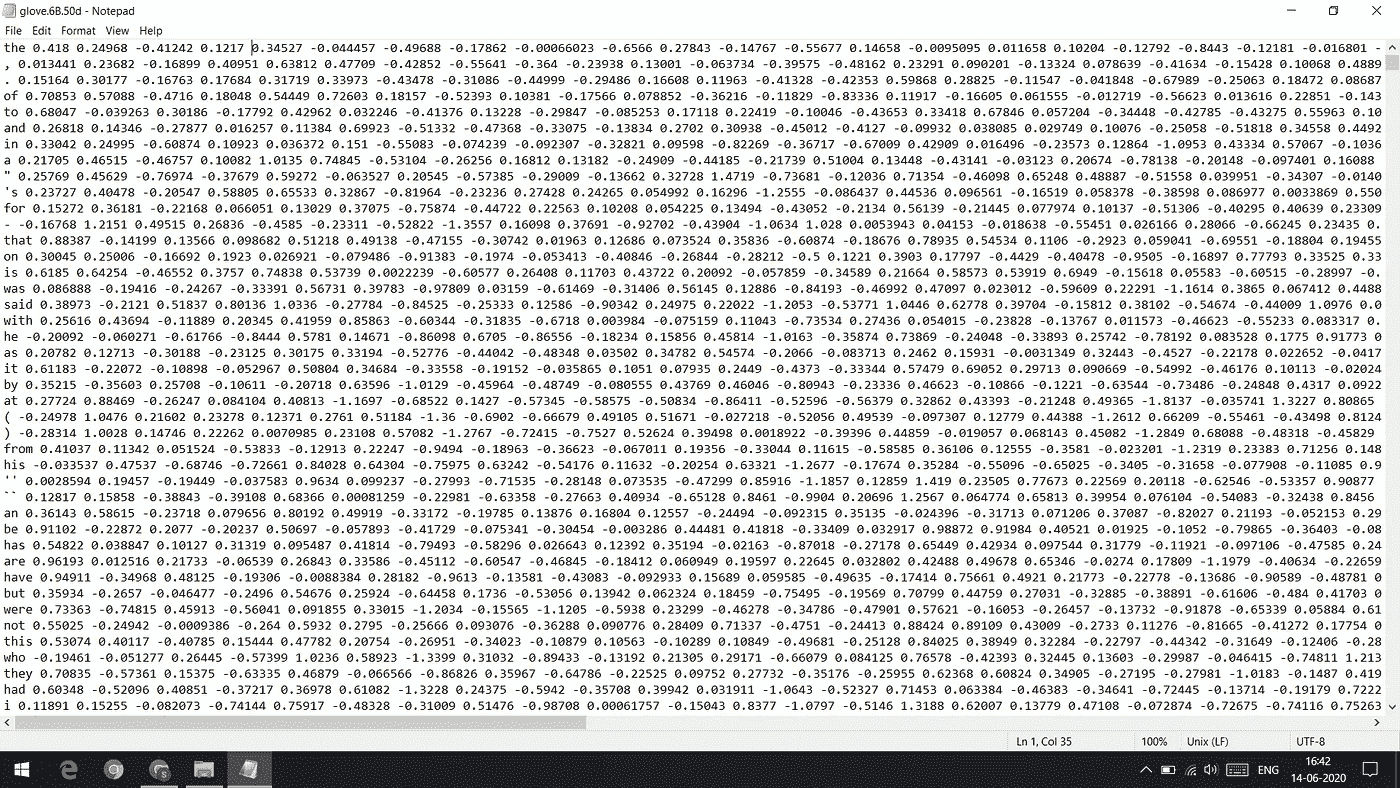 glove.6B.50d - Notepad
File Edit Format View Help
the 0.418 0.24968 -0.41242 0.1217 0.34527 -0.044457 -0.49688 -0.17862 -0.00066023 -0.6566 0.27843 -0.14767 -0.55677 0.14658 -0.0095095 0.011658 0.10204 -0.12792 -0.8443 -0.12181 -0.016801 -
, 0.013441 0.23682 -0.16899 0.40951 0.63812 0.47709 -0.42852 -0.55641 -0.364 -0.23938 0.13001 -0.063734 -0.39575 -0.48162 0.23291 0.090201 -0.13324 0.078639 -0.41634 -0.15428 0.10068 0.4889
. 0.15164 0.30177 -0.16763 0.17684 0.31719 0.33973 -0.43478 -0.31086 -0.44999 -0.29486 0.16608 0.11963 -0.41328 -0.42353 0.59868 0.28825 -0.11547 -0.041848 -0.67989 -0.25063 0.18472 0.08687
of 0.70853 0.57088 -0.4716 0.18048 0.54449 0.72603 0.18157 -0.52393 0.10381 -0.17566 0.078852 -0.36216 -0.11829 -0.83336 0.11917 -0.16605 0.061555 -0.012719 -0.56623 0.013616 0.22851 -0.143
to 0.68047 -0.039263 0.30186 -0.17792 0.42962 0.032246 -0.41376 0.13228 -0.29847 -0.085253 0.17118 0.22419 -0.10046 -0.43653 0.33418 0.67846 0.057204 -0.34448 -0.42785 -0.43275 0.55963 0.10
and 0.26818 0.14346 -0.27877 0.016257 0.11384 0.69923 -0.51332 -0.47368 -0.33075 -0.13834 0.2702 0.30938 -0.45012 -0.4127 -0.09932 0.038085 0.029749 0.10076 -0.25058 -0.51818 0.34558 0.4492
in 0.33042 0.24995 -0.60874 0.10923 0.036372 0.151 -0.55083 -0.074239 -0.092307 -0.32821 0.09598 -0.82269 -0.36717 -0.67009 0.42909 0.016496 -0.23573 0.12864 -1.0953 0.43334 0.57067 -0.1036
a 0.21705 0.46515 -0.46757 0.10082 1.0135 0.74845 -0.53104 -0.26256 0.16812 0.13182 -0.24909 -0.44185 -0.21739 0.51004 0.13448 -0.43141 -0.03123 0.20674 -0.78138 -0.20148 -0.097401 0.16088
" 0.25769 0.45629 -0.76974 -0.37679 0.59272 -0.063527 0.20545 -0.57385 -0.29009 -0.13662 0.32728 1.4719 -0.73681 -0.12036 0.71354 -0.46098 0.65248 0.48887 -0.51558 0.039951 -0.34307 -0.0140
's 0.23727 0.40478 -0.20547 0.58805 0.65533 0.32867 -0.81964 -0.23236 0.27428 0.24265 0.054992 0.16296 -1.2555 -0.086437 0.44536 0.096561 -0.16519 0.058378 -0.38598 0.086977 0.0033869 0.550
for 0.15272 0.36181 -0.22168 0.066051 0.13029 0.37075 -0.75874 -0.44722 0.22563 0.10208 0.054225 0.13494 -0.43052 -0.2134 0.56139 -0.21445 0.077974 0.10137 -0.51306 -0.40295 0.40639 0.23309
- -0.16768 1.2151 0.49515 0.26836 -0.4585 -0.23311 -0.52822 -1.3557 0.16098 0.37691 -0.92702 -0.43904 -1.0634 1.028 0.0053943 0.04153 -0.018638 -0.55451 0.026166 0.28066 -0.66245 0.23435 0.
that 0.88387 -0.14199 0.13566 0.098682 0.51218 0.49138 -0.47155 -0.30742 0.01963 0.12686 0.073524 0.35836 -0.60874 -0.18676 0.78935 0.54534 0.1106 -0.2923 0.059041 -0.69551 -0.18804 0.19455
on 0.30045 0.25006 -0.16692 0.1923 0.026921 -0.079486 -0.91383 -0.1974 -0.053413 -0.40846 -0.26844 -0.28212 -0.5 0.1221 0.3903 0.17797 -0.4429 -0.40478 -0.9505 -0.16897 0.77793 0.33525 0.33
is 0.6185 0.64254 -0.46552 0.3757 0.74838 0.53739 0.0022239 -0.60577 0.26408 0.11703 0.43722 0.20092 -0.057859 -0.34589 0.21664 0.58573 0.53919 0.6949 -0.15618 0.05583 -0.60515 -0.28997 -0.
was 0.086888 -0.19416 -0.24267 -0.33391 0.56731 0.39783 -0.97809 0.03159 -0.61469 -0.31406 0.56145 0.12886 -0.84193 -0.46992 0.47097 0.023012 -0.59609 0.22291 -1.1614 0.3865 0.067412 0.4488
said 0.38973 -0.2121 0.51837 0.80136 1.0336 -0.27784 -0.84525 -0.25333 0.12586 -0.90342 0.24975 0.22022 -1.2053 -0.53771 1.0446 0.62778 0.39704 -0.15812 0.38102 -0.54674 -0.44009 1.0976 0.0
with 0.25616 0.43694 -0.11889 0.20345 0.41959 0.85863 -0.60344 -0.31835 -0.6718 0.003984 -0.075159 0.11043 -0.73534 0.27436 0.054015 -0.23828 -0.13767 0.011573 -0.46623 -0.55233 0.083317 0.
he -0.20092 -0.060271 -0.61766 -0.8444 0.5781 0.14671 -0.86098 0.6705 -0.86556 -0.18234 0.15856 0.45814 -1.0163 -0.35874 0.73869 -0.24048 -0.33893 0.25742 -0.78192 0.083528 0.1775 0.91773 0
as 0.20782 0.12713 -0.30188 -0.23125 0.30175 0.33194 -0.52776 -0.44042 -0.48348 0.03502 0.34782 0.54574 -0.2066 -0.083713 0.2462 0.15931 -0.0031349 0.32443 -0.4527 -0.22178 0.022652 -0.0417
it 0.61183 -0.22072 -0.10898 -0.052967 0.50804 0.34684 -0.33558 -0.19152 -0.035865 0.1051 0.07935 0.2449 -0.4373 -0.33344 0.57479 0.69052 0.29713 0.090669 -0.54992 -0.46176 0.10113 -0.02024
by 0.35215 -0.35603 0.25708 -0.10611 -0.20718 0.63596 -1.0129 -0.45964 -0.48749 -0.080555 0.43769 0.46046 -0.80943 -0.23336 0.46623 -0.10866 -0.1221 -0.63544 -0.73486 -0.24848 0.4317 0.0922
at 0.27724 0.88469 -0.26247 0.084104 0.40813 -1.1697 -0.68522 0.1427 -0.57345 -0.58575 -0.50834 -0.86411 -0.52596 -0.56379 0.32862 0.43393 -0.21248 0.49365 -1.8137 -0.035741 1.3227 0.80865
( -0.24978 1.0476 0.21602 0.23278 0.12371 0.2761 0.51184 -1.36 -0.6902 -0.66679 0.49105 0.51671 -0.027218 -0.52056 0.49539 -0.097307 0.12779 0.44388 -1.2612 0.66209 -0.55461 -0.43498 0.8124
) -0.28314 1.0028 0.14746 0.22262 0.0070985 0.23108 0.57082 -1.2767 -0.72415 -0.7527 0.52624 0.39498 0.0018922 -0.39396 0.44859 -0.019057 0.068143 0.45082 -1.2849 0.68088 -0.48318 -0.45829
from 0.41037 0.11342 0.051524 -0.53833 -0.12913 0.22247 -0.9494 -0.18963 -0.36623 -0.067011 0.19356 -0.33044 0.11615 -0.58585 0.36106 0.12555 -0.3581 -0.023201 -1.2319 0.23383 0.71256 0.148
his -0.033537 0.47537 -0.68746 -0.72661 0.84028 0.64304 -0.75975 0.63242 -0.54176 0.11632 -0.20254 0.63321 -1.2677 -0.17674 0.35284 -0.55096 -0.65025 -0.3405 -0.31658 -0.077908 -0.11085 0.9
'' 0.0028594 0.19457 -0.19449 -0.037583 0.9634 0.099237 -0.27993 -0.71535 -0.28148 0.073535 -0.47299 0.85916 -1.1857 0.12859 1.419 0.23505 0.77673 0.22569 0.20118 -0.62546 -0.53357 0.90877
`` 0.12817 0.15858 -0.38843 -0.39108 0.68366 0.00081259 -0.22981 -0.63358 -0.27663 0.40934 -0.65128 0.8461 -0.9904 0.20696 1.2567 0.064774 0.65813 0.39954 0.076104 -0.54083 -0.32438 0.8456
an 0.36143 0.58615 -0.23718 0.079656 0.80192 0.49919 -0.33172 -0.19785 0.13876 0.16804 0.12557 -0.24494 -0.092315 0.35135 -0.024396 -0.31713 0.071206 0.37087 -0.82027 0.21193 -0.052153 0.29
be 0.91102 -0.22872 0.2077 -0.20237 0.50697 -0.057893 -0.41729 -0.075341 -0.30454 -0.003286 0.44481 0.41818 -0.33409 0.032917 0.98872 0.91984 0.40521 0.01925 -0.1052 -0.79865 -0.36403 -0.08
has 0.54822 0.038847 0.10127 0.31319 0.095487 0.41814 -0.79493 -0.58296 0.026643 0.12392 0.35194 -0.02163 -0.87018 -0.27178 0.65449 0.42934 0.097544 0.31779 -0.11921 -0.097106 -0.47585 0.24
are 0.96193 0.012516 0.21733 -0.06539 0.26843 0.33586 -0.45112 -0.60547 -0.46845 -0.18412 0.060949 0.19597 0.22645 0.032802 0.42488 0.49678 0.65346 -0.0274 0.17809 -1.1979 -0.40634 -0.22659
have 0.94911 -0.34968 0.48125 -0.19306 -0.0088384 0.28182 -0.9613 -0.13581 -0.43083 -0.092933 0.15689 0.059585 -0.49635 -0.17414 0.75661 0.4921 0.21773 -0.22778 -0.13686 -0.90589 -0.48781 0
but 0.35934 -0.2657 -0.046477 -0.2496 0.54676 0.25924 -0.64458 0.1736 -0.53056 0.13942 0.062324 0.18459 -0.75495 -0.19569 0.70799 0.44759 0.27031 -0.32885 -0.38891 -0.61606 -0.484 0.41703 0
were 0.73363 -0.74815 0.45913 -0.56041 0.091855 0.33015 -1.2034 -0.15565 -1.1205 -0.5938 0.23299 -0.46278 -0.34786 -0.47901 0.57621 -0.16053 -0.26457 -0.13732 -0.91878 -0.65339 0.05884 0.61
not 0.55025 -0.24942 -0.0009386 -0.264 0.5932 0.2795 -0.25666 0.093076 -0.36288 0.090776 0.28409 0.71337 -0.4751 -0.24413 0.88424 0.89109 0.43009 -0.2733 0.11276 -0.81665 -0.41272 0.17754 0
this 0.53074 0.40117 -0.40785 0.15444 0.47782 0.20754 -0.26951 -0.34023 -0.10879 0.10563 -0.10289 0.10849 -0.49681 -0.25128 0.84025 0.38949 0.32284 -0.22797 -0.44342 -0.31649 -0.12406 -0.28
who -0.19461 -0.051277 0.26445 -0.57399 1.0236 0.58923 -1.3399 0.31032 -0.89433 -0.13192 0.21305 0.29171 -0.66079 0.084125 0.76578 -0.42393 0.32445 0.13603 -0.29987 -0.046415 -0.74811 1.213
they 0.70835 -0.57361 0.15375 -0.63335 0.46879 -0.066566 -0.86826 0.35967 -0.64786 -0.22525 0.09752 0.27732 -0.35176 -0.25955 0.62368 0.60824 0.34905 -0.27195 -0.27981 -1.0183 -0.1487 0.419
had 0.60348 -0.52096 0.40851 -0.37217 0.36978 0.61082 -1.3228 0.24375 -0.5942 -0.35708 0.39942 0.031911 -1.0643 -0.52327 0.71453 0.063384 -0.46383 -0.34641 -0.72445 -0.13714 -0.19179 0.7222
i 0.11891 0.15255 -0.082073 -0.74144 0.75917 -0.48328 -0.31009 0.51476 -0.98708 0.00061757 -0.15043 0.8377 -1.0797 -0.5146 1.3188 0.62007 0.13779 0.47108 -0.072874 -0.72675 -0.74116 0.75263
Ln 1, Col 35 100% Unix (LF) UTF-8
ENG
16:42
14-06-2020